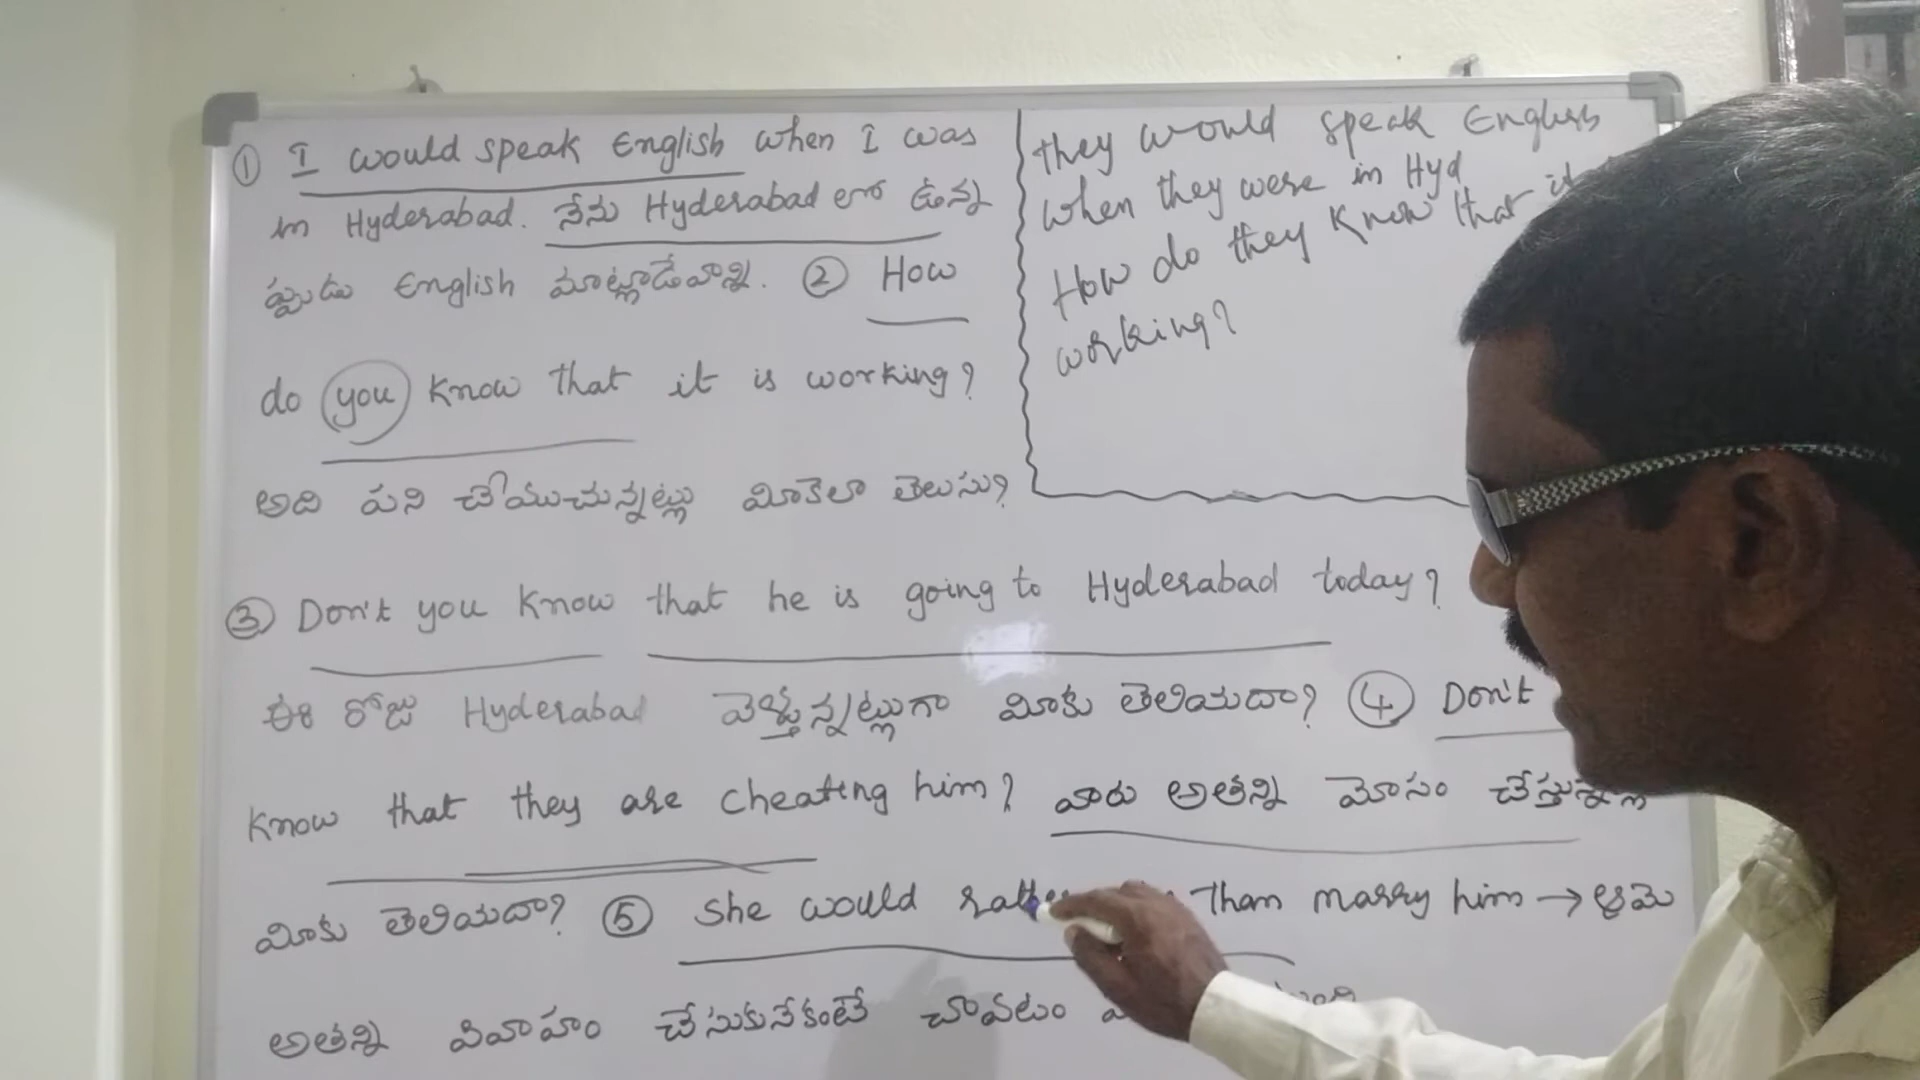 ① I would speak English when I was
in Hyderabad. నేను Hyderabad లో ఉన్న
ప్పుడు English మాట్లాడేవాన్ని. ② How
do you know that it is working?
అది పని చేయుచున్నట్లు మీకెలా తెలుసు?
they would speak English
when they were in Hyd
How do they know that it
working?
③ Don't you know that he is going to Hyderabad today?
ఈ రోజు Hyderabad వెళ్తున్నట్లుగా మీకు తెలియదా? ④ Don't
know that they are cheating him? వారు అతన్ని మోసం చేస్తున్నట్లు
మీకు తెలియదా? ⑤ She would rather than marry him → ఆమె
అతన్ని వివాహం చేసుకునేకంటే చావటం